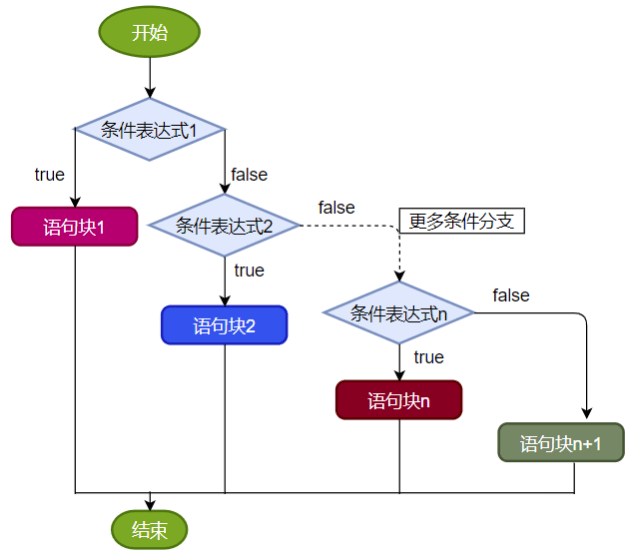 开始
条件表达式1
true
false
语句块1
条件表达式2
false
更多条件分支
true
语句块2
条件表达式n
false
true
语句块n
语句块n+1
结束